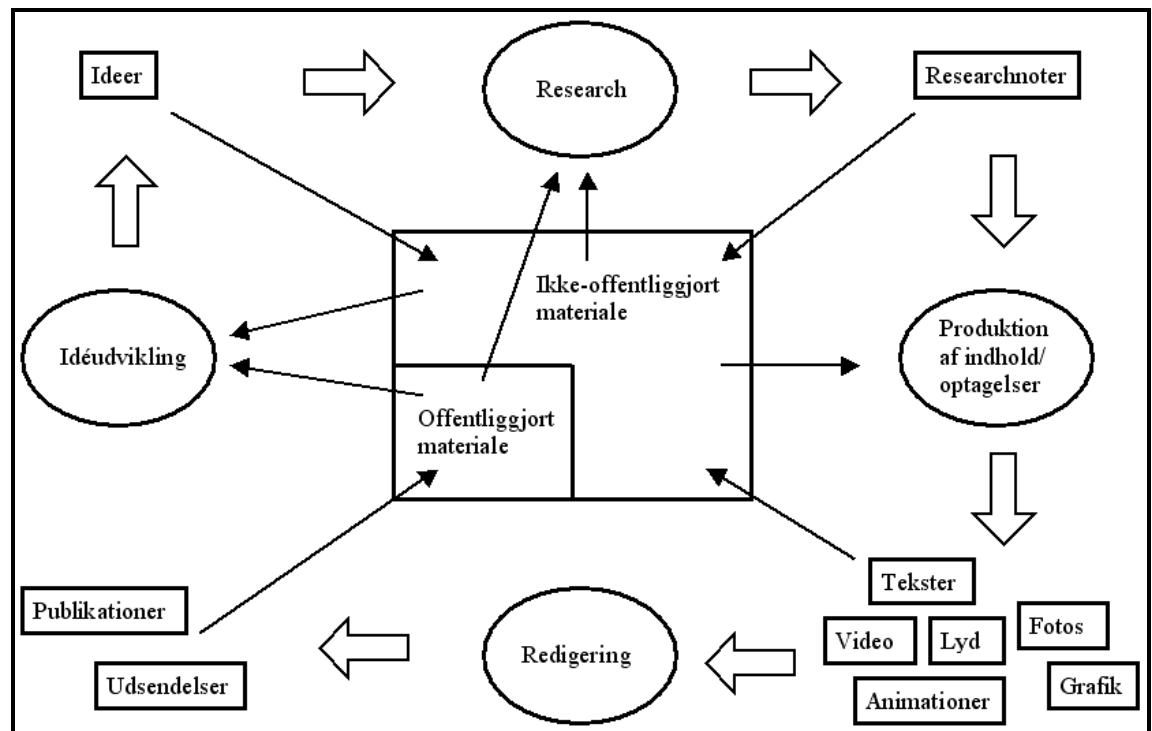 Ideer
Research
Researchnoter
Ikke-offentliggjort
materiale
Idéudvikling
Produktion
af indhold/
optagelser
Offentliggjort
materiale
Tekster
Publikationer
Video
Lyd
Fotos
Redigering
Udsendelser
Animationer
Grafik